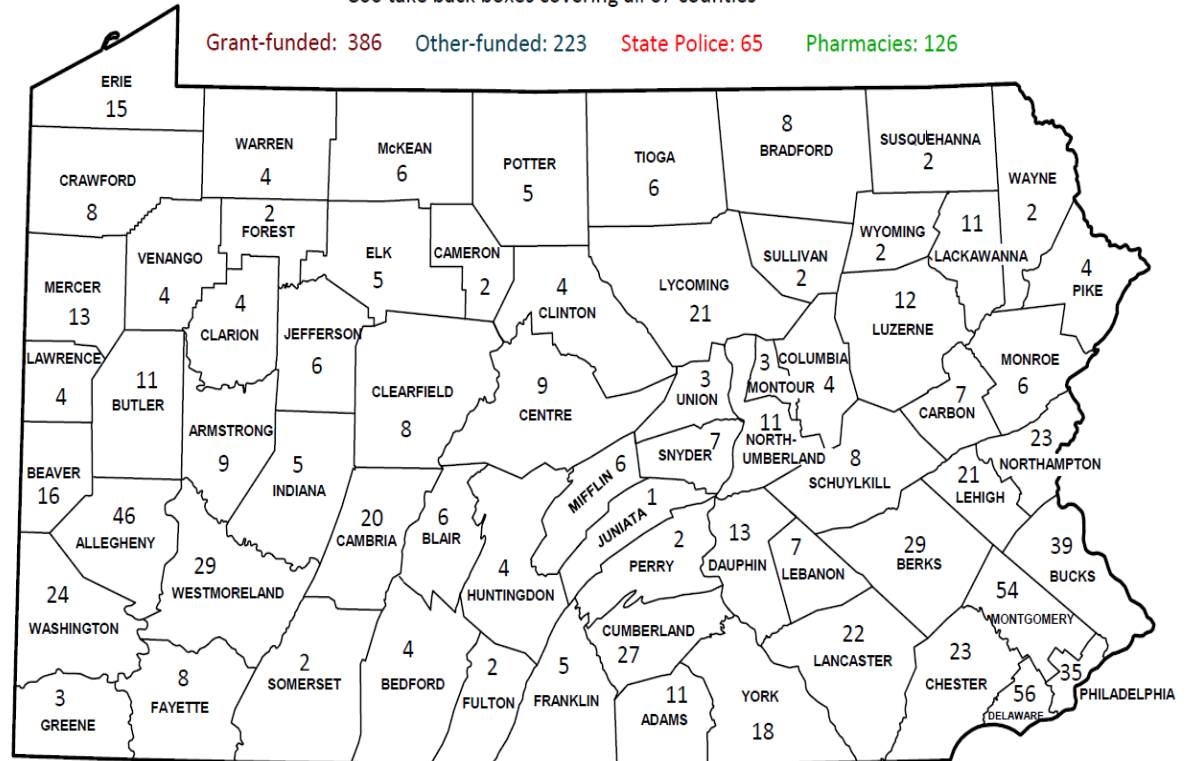 Grant-funded: 386 Other-funded: 223 State Police: 65 Pharmacies: 126
ERIE
15
WARREN
4
McKEAN
6
POTTER
5
TIOGA
6
8
BRADFORD
SUSQUEHANNA
2
WAYNE
2
CRAWFORD
8
2
FOREST
VENANGO
4
ELK
5
CAMERON
2
4
CLINTON
LYCOMING
21
SULLIVAN
2
WYOMING
2
11
LACKAWANNA
4
PIKE
MERCER
13
4
CLARION
JEFFERSON
6
12
LUZERNE
LAWRENCE
4
11
BUTLER
CLEARFIELD
8
9
CENTRE
3
UNION
3
MONTOUR
COLUMBIA
4
7
CARBON
MONROE
6
ARMSTRONG
9
5
INDIANA
SNYDER 7
11
NORTH-
UMBERLAND
8
SCHUYLKILL
23
NORTHAMPTON
21
LEHIGH
BEAVER
16
46
ALLEGHENY
29
WESTMORELAND
20
CAMBRIA
6
BLAIR
4
HUNTINGDON
6
MIFFLIN
1
JUNIATA
2
PERRY
13
DAUPHIN
7
LEBANON
29
BERKS
39
BUCKS
54
MONTGOMERY
24
WASHINGTON
CUMBERLAND
27
22
LANCASTER
23
CHESTER
3
GREENE
8
FAYETTE
2
SOMERSET
4
BEDFORD
2
FULTON
5
FRANKLIN
11
ADAMS
YORK
18
56
DELAWARE
35
PHILADELPHIA